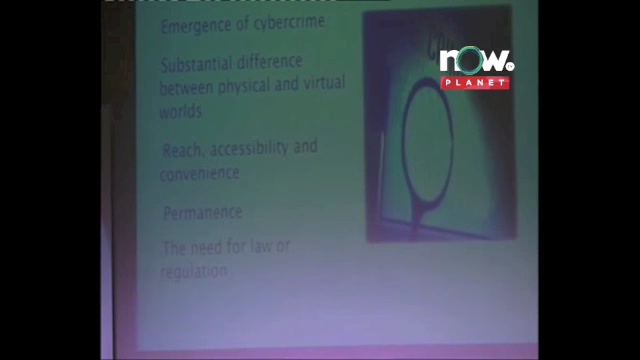 Emergence of cybercrime
Substantial difference
between physical and virtual
worlds
Reach, accessibility and
convenience
Permanence
The need for law or
regulation
now.
PLANET